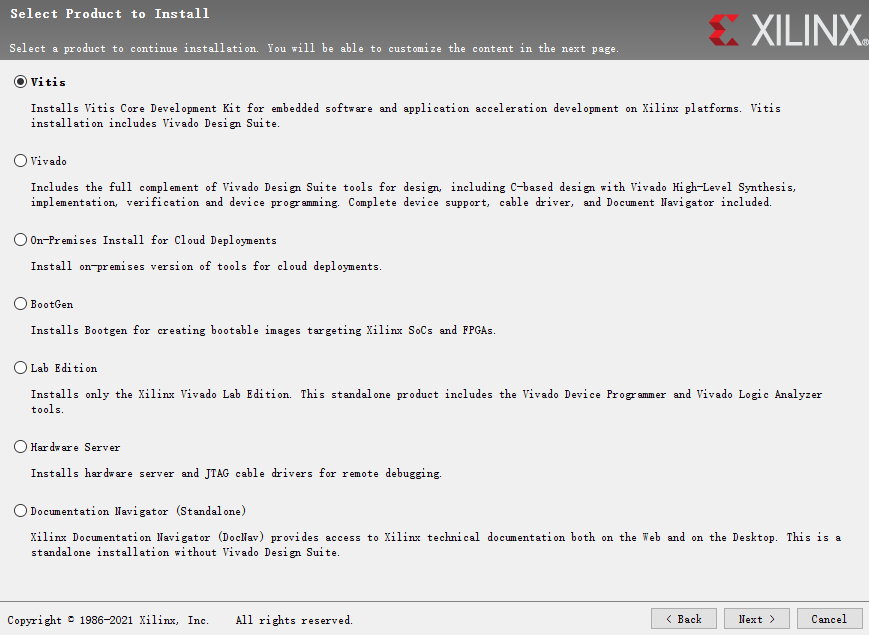 Select Product to Install
Select a product to continue installation. You will be able to customize the content in the next page.
XILINX®
Vitis
Installs Vitis Core Development Kit for embedded software and application acceleration development on Xilinx platforms. Vitis
installation includes Vivado Design Suite.
Vivado
Includes the full complement of Vivado Design Suite tools for design, including C-based design with Vivado High-Level Synthesis,
implementation, verification and device programming. Complete device support, cable driver, and Document Navigator included.
On-Premises Install for Cloud Deployments
Install on-premises version of tools for cloud deployments.
BootGen
Installs Bootgen for creating bootable images targeting Xilinx SoCs and FPGAs.
Lab Edition
Installs only the Xilinx Vivado Lab Edition. This standalone product includes the Vivado Device Programmer and Vivado Logic Analyzer
tools.
Hardware Server
Installs hardware server and JTAG cable drivers for remote debugging.
Documentation Navigator (Standalone)
Xilinx Documentation Navigator (DocNav) provides access to Xilinx technical documentation both on the Web and on the Desktop. This is a
standalone installation without Vivado Design Suite.
Copyright © 1986-2021 Xilinx, Inc. All rights reserved.
< Back Next > Cancel